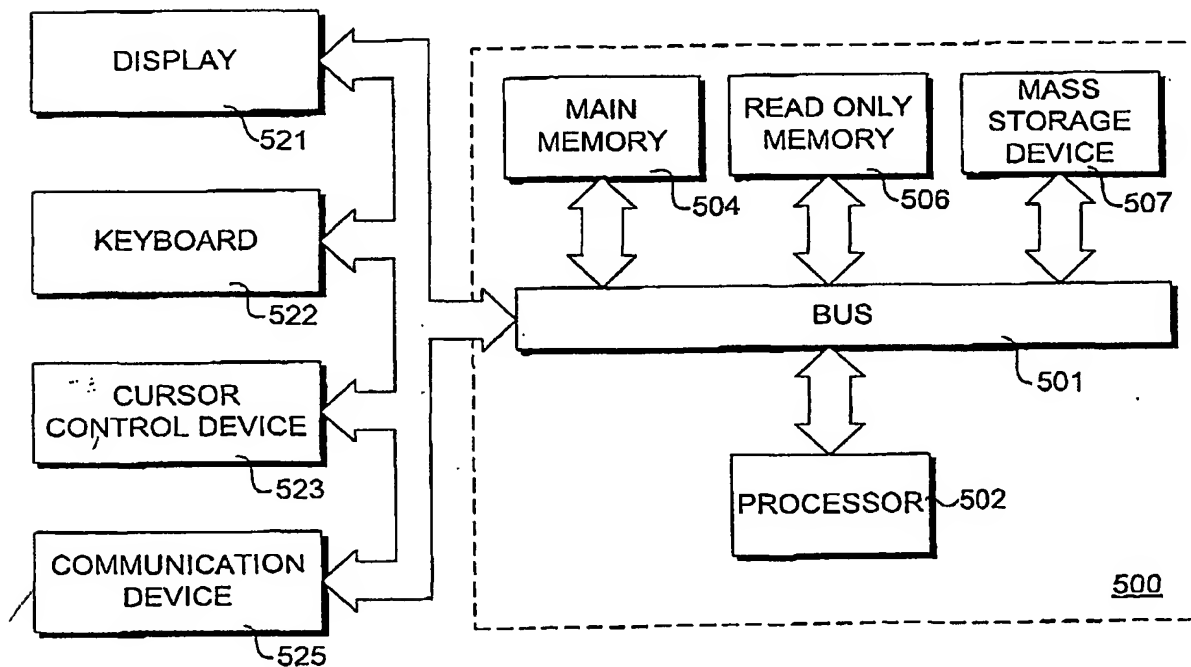 DISPLAY
521
KEYBOARD
522
CURSOR
CONTROL DEVICE
523
COMMUNICATION
DEVICE
525
MAIN
MEMORY
504
READ ONLY
MEMORY
506
MASS
STORAGE
DEVICE
507
BUS
501
PROCESSOR
502
500